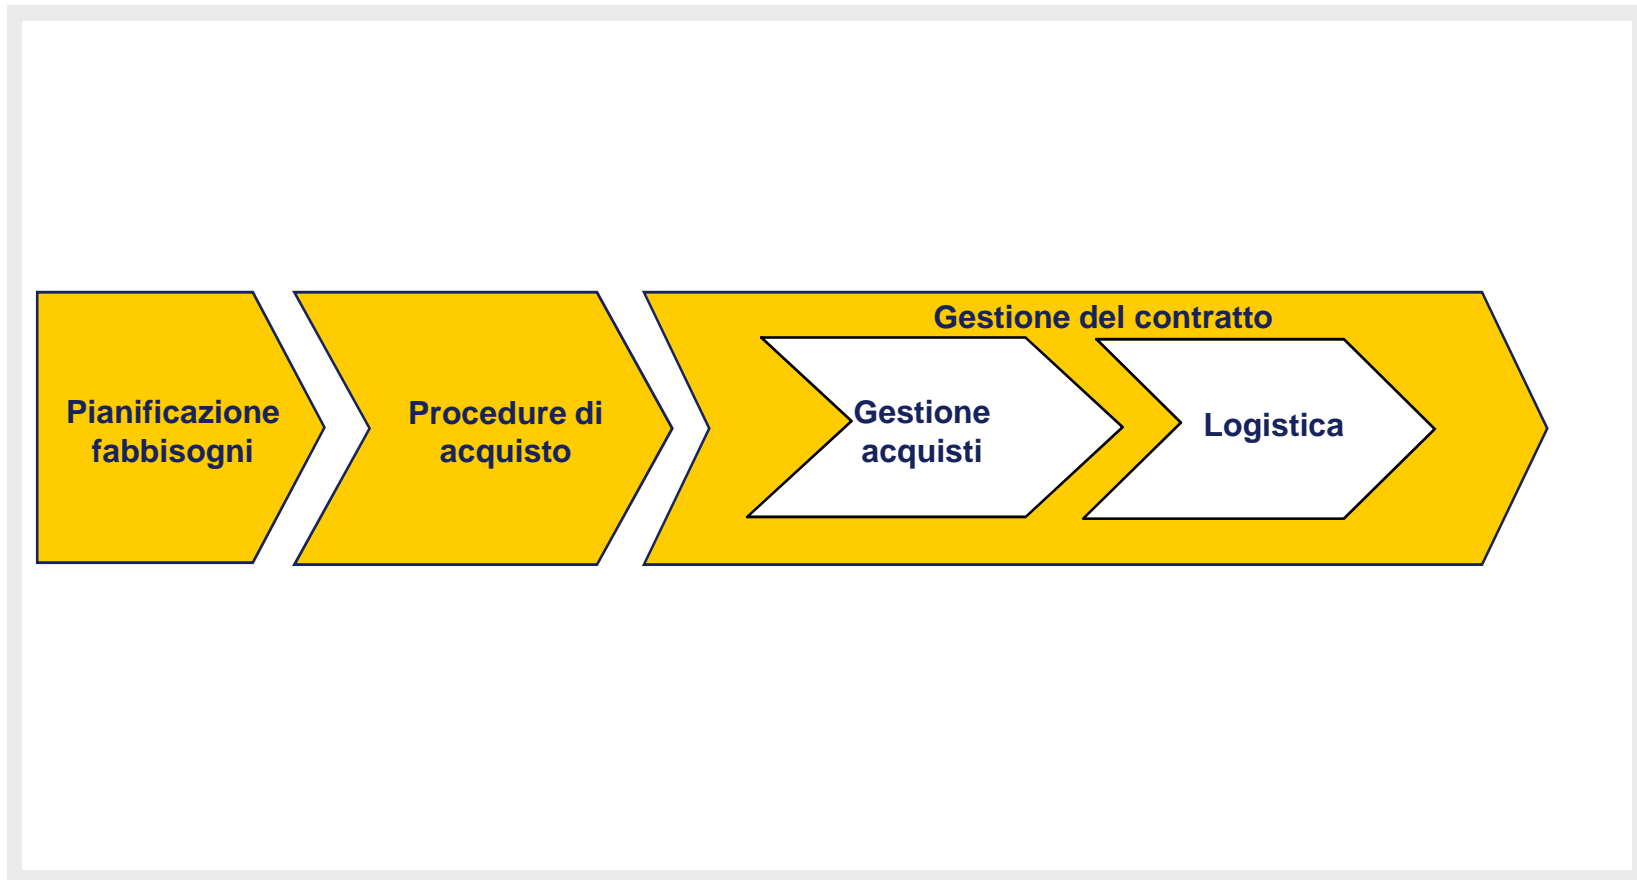 Pianificazione
fabbisogni
Procedure di
acquisto
Gestione del contratto
Gestione
acquisti
Logistica